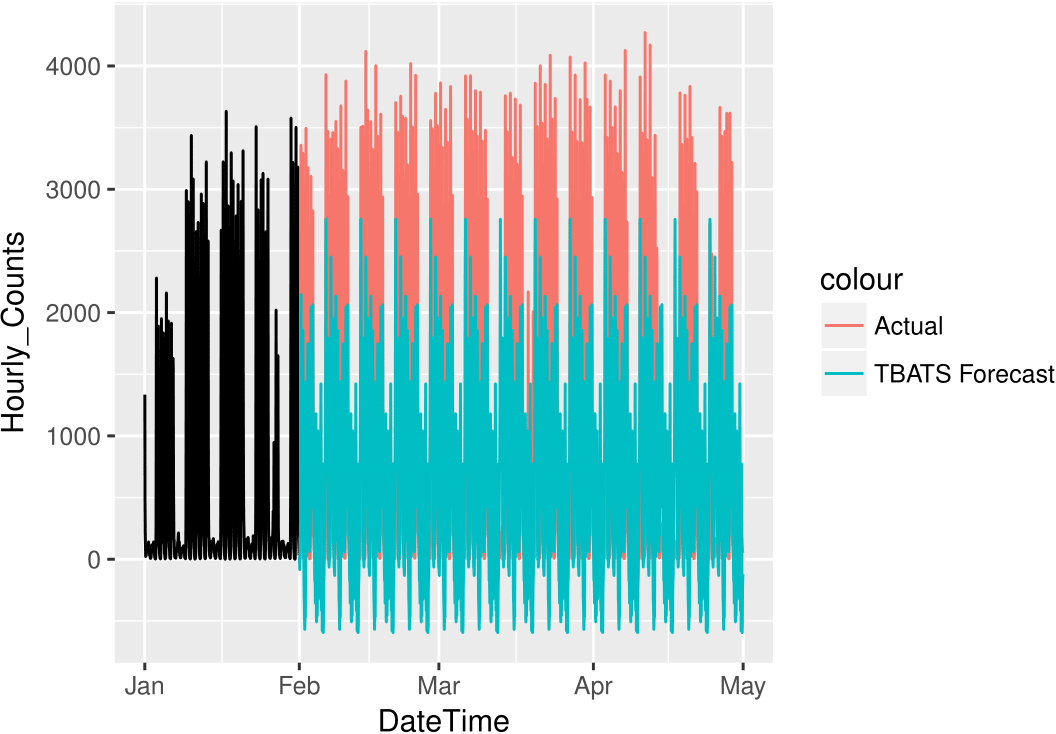 4000
3000
2000
1000
0
Hourly_Counts
Jan
Feb
Mar
Apr
May
DateTime
colour
Actual
TBATS Forecast